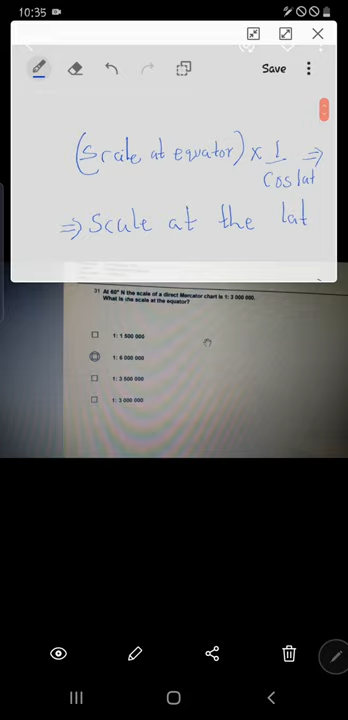 10:35
Save
(Scale at equator) × 1/Cos lat ⇒
⇒ Scale at the lat
31 At 60° N the scale of a direct Mercator chart is 1: 3 000 000.
What is the scale at the equator?
1: 1 500 000
1: 6 000 000
1: 3 500 000
1: 3 000 000